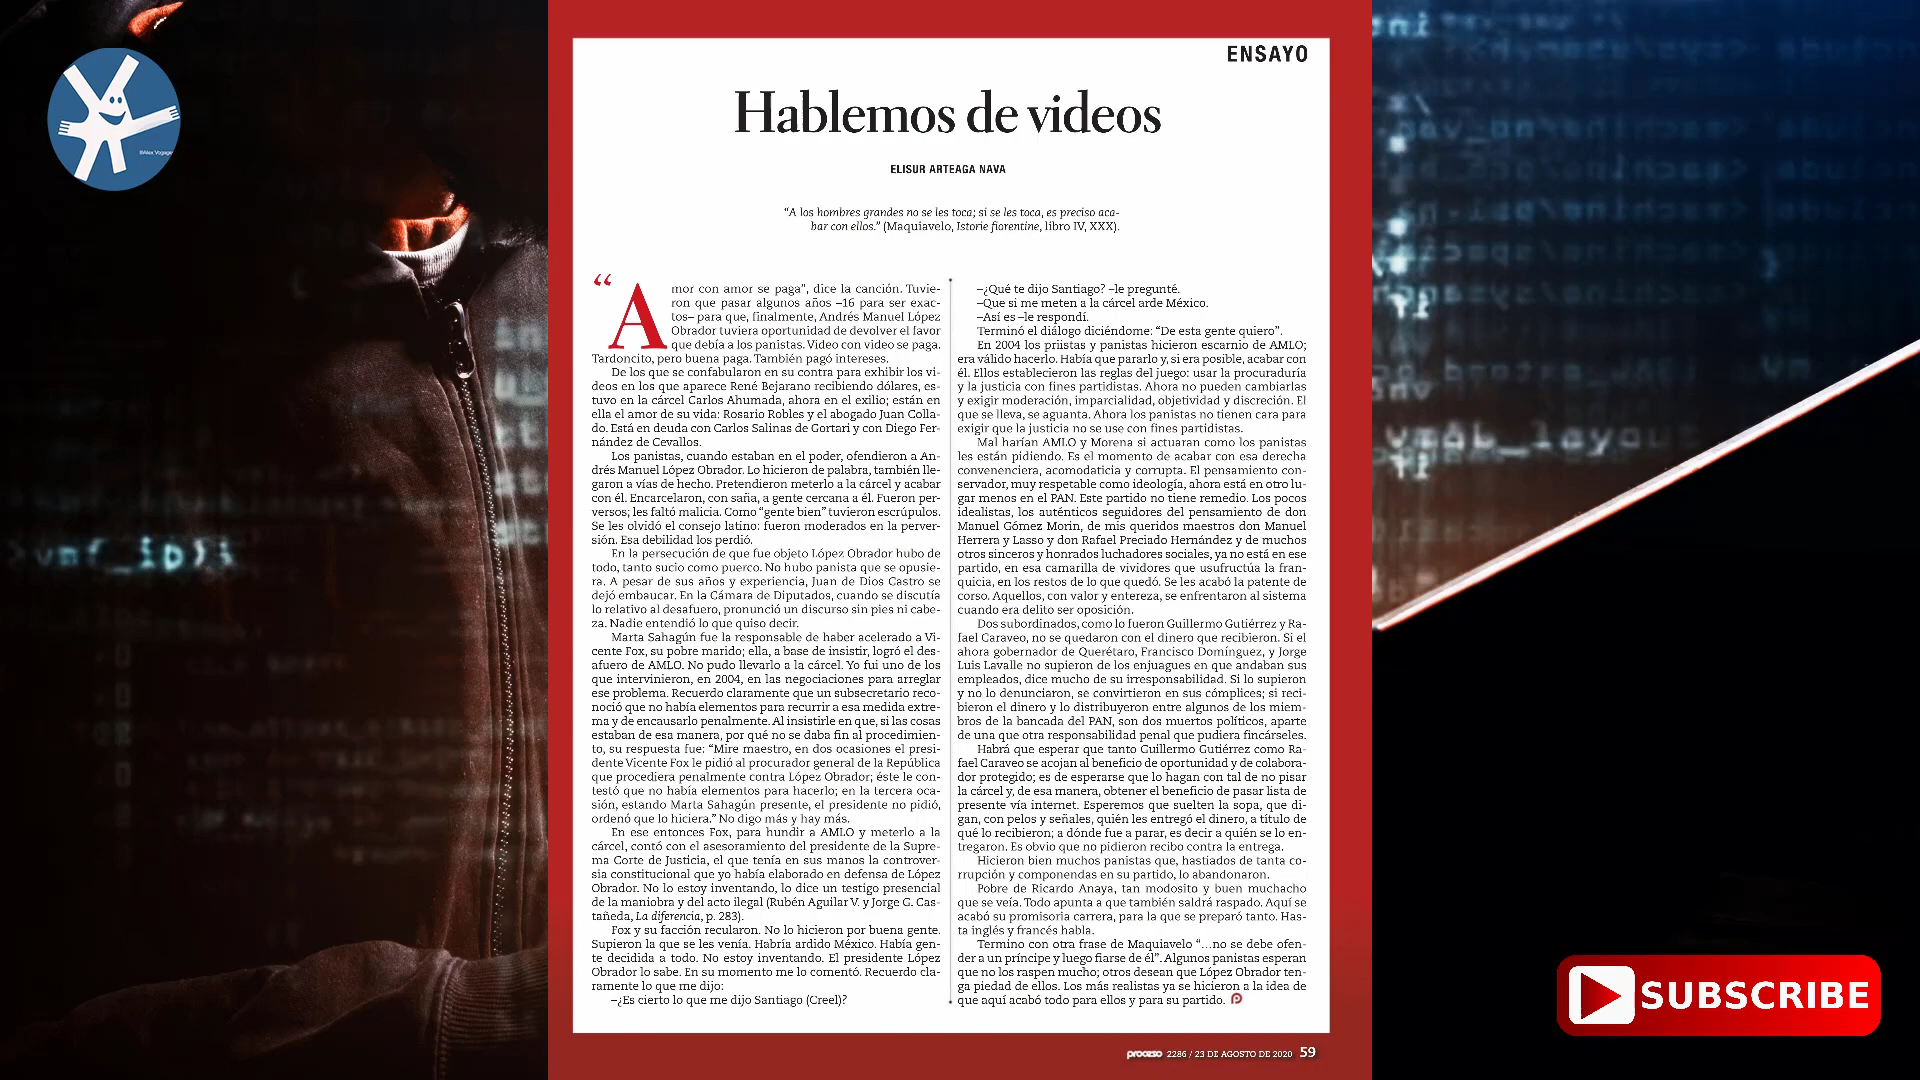 ENSAYO
Hablemos de videos
ELISUR ARTEAGA NAVA
“A los hombres grandes no se les toca; si se les toca, es preciso aca-
bar con ellos.” (Maquiavelo, Istorie fiorentine, libro IV, XXX).
“Amor con amor se paga”, dice la canción. Tuvie-
ron que pasar algunos años –16 para ser exac-
tos– para que, finalmente, Andrés Manuel López
Obrador tuviera oportunidad de devolver el favor
que debía a los panistas. Video con video se paga.
Tardoncito, pero buena paga. También pagó intereses.
De los que se confabularon en su contra para exhibir los vi-
deos en los que aparece René Bejarano recibiendo dólares, es-
tuvo en la cárcel Carlos Ahumada, ahora en el exilio; están en
ella el amor de su vida: Rosario Robles y el abogado Juan Colla-
do. Está en deuda con Carlos Salinas de Gortari y con Diego Fer-
nández de Cevallos.
Los panistas, cuando estaban en el poder, ofendieron a An-
drés Manuel López Obrador. Lo hicieron de palabra, también lle-
garon a vías de hecho. Pretendieron meterlo a la cárcel y acabar
con él. Encarcelaron, con saña, a gente cercana a él. Fueron per-
versos; les faltó malicia. Como “gente bien” tuvieron escrúpulos.
Se les olvidó el consejo latino: fueron moderados en la perver-
sión. Esa debilidad los perdió.
En la persecución de que fue objeto López Obrador hubo de
todo, tanto sucio como puerco. No hubo panista que se opusie-
ra. A pesar de sus años y experiencia, Juan de Dios Castro se
dejó embaucar. En la Cámara de Diputados, cuando se discutía
lo relativo al desafuero, pronunció un discurso sin pies ni cabe-
za. Nadie entendió lo que quiso decir.
Marta Sahagún fue la responsable de haber acelerado a Vi-
cente Fox, su pobre marido; ella, a base de insistir, logró el des-
afuero de AMLO. No pudo llevarlo a la cárcel. Yo fui uno de los
que intervinieron, en 2004, en las negociaciones para arreglar
ese problema. Recuerdo claramente que un subsecretario reco-
noció que no había elementos para recurrir a esa medida extre-
ma y de encausarlo penalmente. Al insistirle en que, si las cosas
estaban de esa manera, por qué no se daba fin al procedimien-
to, su respuesta fue: “Mire maestro, en dos ocasiones el presi-
dente Vicente Fox le pidió al procurador general de la República
que procediera penalmente contra López Obrador; éste le con-
testó que no había elementos para hacerlo; en la tercera oca-
sión, estando Marta Sahagún presente, el presidente no pidió,
ordenó que lo hiciera.” No digo más y hay más.
En ese entonces Fox, para hundir a AMLO y meterlo a la
cárcel, contó con el asesoramiento del presidente de la Supre-
ma Corte de Justicia, el que tenía en sus manos la controver-
sia constitucional que yo había elaborado en defensa de López
Obrador. No lo estoy inventando, lo dice un testigo presencial
de la maniobra y del acto ilegal (Rubén Aguilar V. y Jorge G. Cas-
tañeda, La diferencia, p. 283).
Fox y su facción recularon. No lo hicieron por buena gente.
Supieron la que se les venía. Habría ardido México. Había gen-
te decidida a todo. No estoy inventando. El presidente López
Obrador lo sabe. En su momento me lo comentó. Recuerdo cla-
ramente lo que me dijo:
–¿Es cierto lo que me dijo Santiago (Creel)?
–¿Qué te dijo Santiago? –le pregunté.
–Que si me meten a la cárcel arde México.
–Así es –le respondí.
Terminó el diálogo diciéndome: “De esta gente quiero”.
En 2004 los priistas y panistas hicieron escarnio de AMLO;
era válido hacerlo. Había que pararlo y, si era posible, acabar con
él. Ellos establecieron las reglas del juego: usar la procuraduría
y la justicia con fines partidistas. Ahora no pueden cambiarlas
y exigir moderación, imparcialidad, objetividad y discreción. El
que se lleva, se aguanta. Ahora los panistas no tienen cara para
exigir que la justicia no se use con fines partidistas.
Mal harían AMLO y Morena si actuaran como los panistas
les están pidiendo. Es el momento de acabar con esa derecha
convenenciera, acomodaticia y corrupta. El pensamiento con-
servador, muy respetable como ideología, ahora está en otro lu-
gar menos en el PAN. Este partido no tiene remedio. Los pocos
idealistas, los auténticos seguidores del pensamiento de don
Manuel Gómez Morin, de mis queridos maestros don Manuel
Herrera y Lasso y don Rafael Preciado Hernández y de muchos
otros sinceros y honrados luchadores sociales, ya no está en ese
partido, en esa camarilla de vividores que usufructúa la fran-
quicia, en los restos de lo que quedó. Se les acabó la patente de
corso. Aquellos, con valor y entereza, se enfrentaron al sistema
cuando era delito ser oposición.
Dos subordinados, como lo fueron Guillermo Gutiérrez y Ra-
fael Caraveo, no se quedaron con el dinero que recibieron. Si el
ahora gobernador de Querétaro, Francisco Domínguez, y Jorge
Luis Lavalle no supieron de los enjuagues en que andaban sus
empleados, dice mucho de su irresponsabilidad. Si lo supieron
y no lo denunciaron, se convirtieron en sus cómplices; si reci-
bieron el dinero y lo distribuyeron entre algunos de los miem-
bros de la bancada del PAN, son dos muertos políticos, aparte
de una que otra responsabilidad penal que pudiera fincárseles.
Habrá que esperar que tanto Guillermo Gutiérrez como Ra-
fael Caraveo se acojan al beneficio de oportunidad y de colabora-
dor protegido; es de esperarse que lo hagan con tal de no pisar
la cárcel y, de esa manera, obtener el beneficio de pasar lista de
presente vía internet. Esperemos que suelten la sopa, que di-
gan, con pelos y señales, quién les entregó el dinero, a título de
qué lo recibieron; a dónde fue a parar, es decir a quién se lo en-
tregaron. Es obvio que no pidieron recibo contra la entrega.
Hicieron bien muchos panistas que, hastiados de tanta co-
rrupción y componendas en su partido, lo abandonaron.
Pobre de Ricardo Anaya, tan modosito y buen muchacho
que se veía. Todo apunta a que también saldrá raspado. Aquí se
acabó su promisoria carrera, para la que se preparó tanto. Has-
ta inglés y francés habla.
Termino con otra frase de Maquiavelo “...no se debe ofen-
der a un príncipe y luego fiarse de él”. Algunos panistas esperan
que no los raspen mucho; otros desean que López Obrador ten-
ga piedad de ellos. Los más realistas ya se hicieron a la idea de
que aquí acabó todo para ellos y para su partido.
proceso 2286 / 23 DE AGOSTO DE 2020 59
SUBSCRIBE